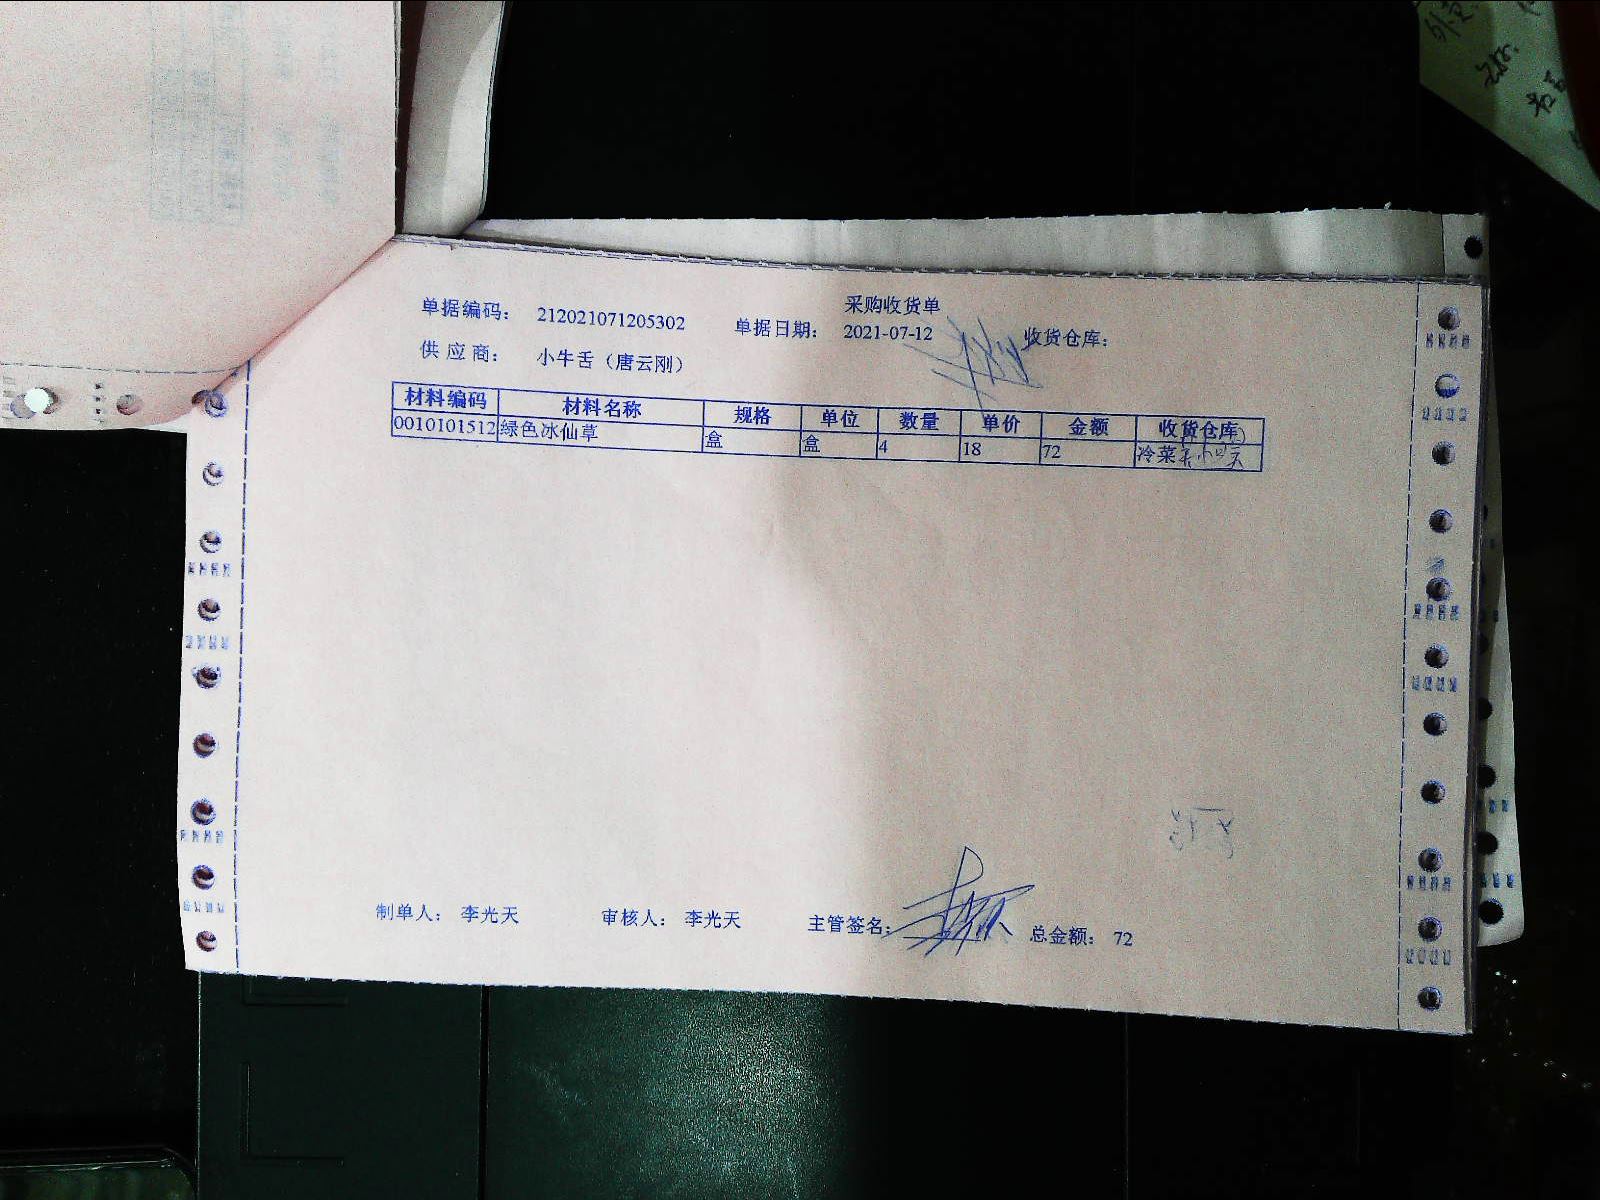 采购收货单
单据编码： 212021071205302 单据日期： 2021-07-12 收货仓库：
供 应 商： 小牛舌（唐云刚）
材料编码 材料名称 规格 单位 数量 单价 金额 收货仓库
0010101512 绿色冰仙草 盒 盒 4 18 72 冷菜
制单人： 李光天 审核人： 李光天 主管签名： 总金额： 72